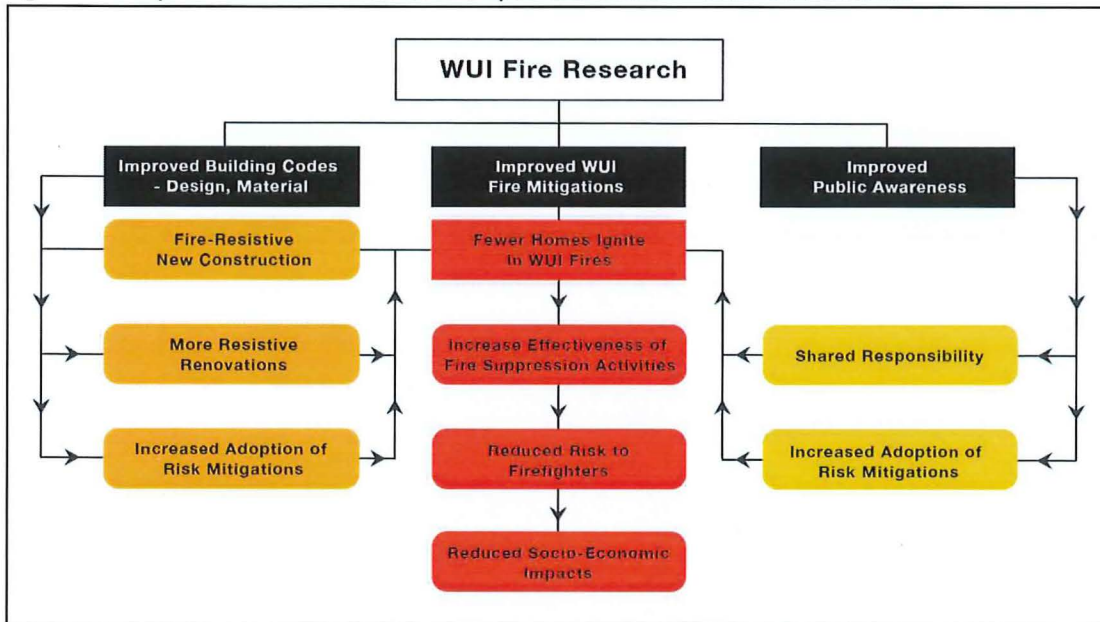 WUI Fire Research
Improved Building Codes
- Design, Material
Improved WUI
Fire Mitigations
Improved
Public Awareness
Fire-Resistive
New Construction
Fewer Homes Ignite
In WUI Fires
More Resistive
Renovations
Increase Effectiveness of
Fire Suppression Activities
Shared Responsibility
Increased Adoption of
Risk Mitigations
Reduced Risk to
Firefighters
Increased Adoption of
Risk Mitigations
Reduced Socio-Economic
Impacts